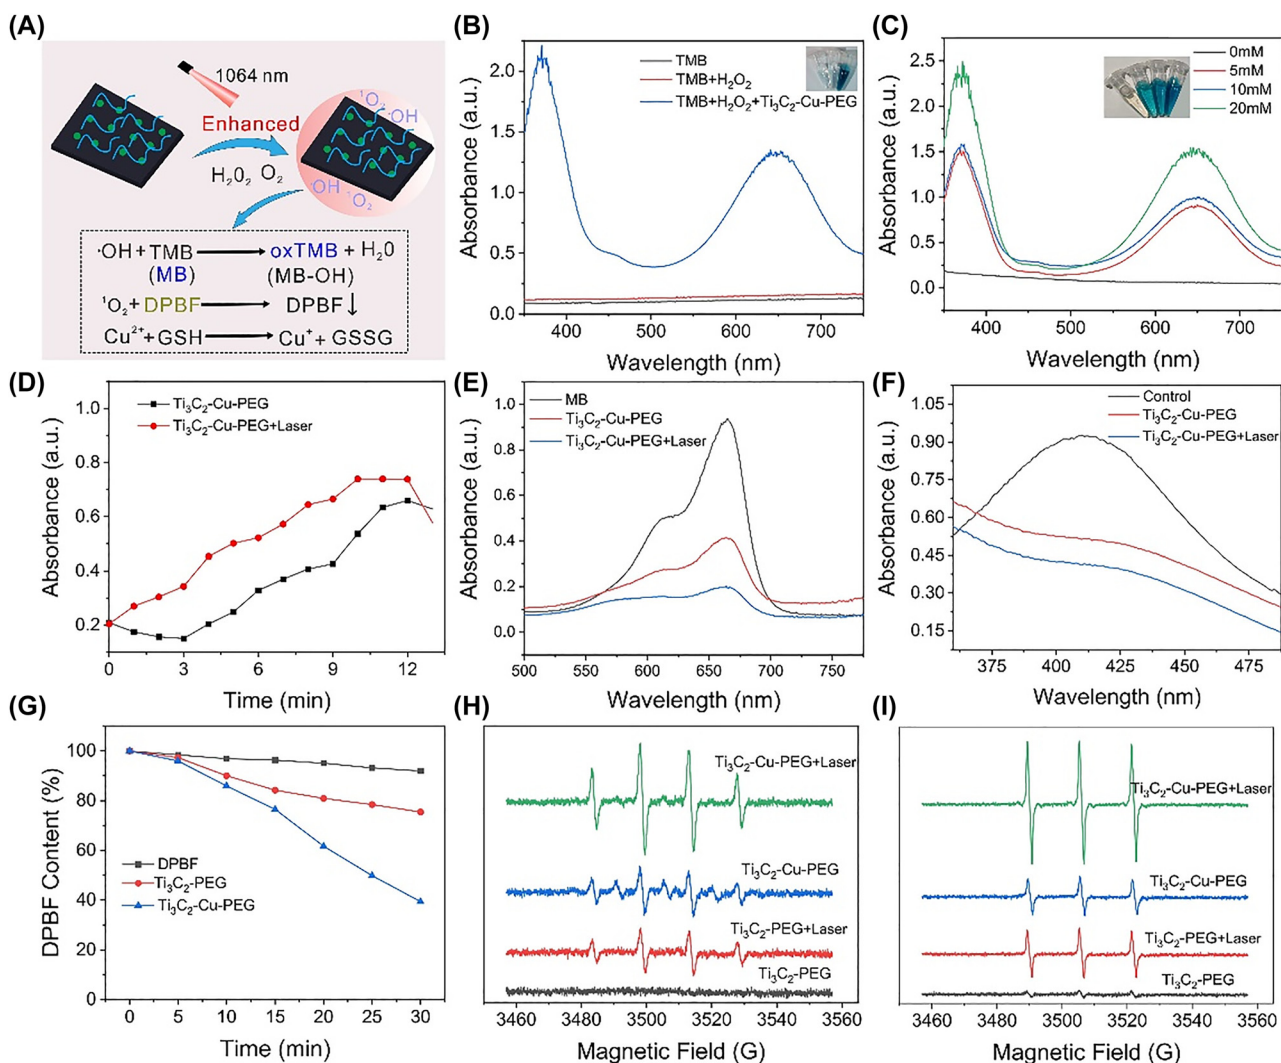 (A)
1064 nm
Enhanced
¹O₂ ·OH
H₂0₂ O₂
·OH ¹O₂
·OH + TMB oxTMB + H₂0
(MB) (MB-OH)
¹O₂+ DPBF DPBF↓
Cu²⁺+ GSH Cu⁺ + GSSG
(B)
Absorbance (a.u.)
2.0
1.5
1.0
0.5
0.0
TMB
TMB+H₂O₂
TMB+H₂O₂+Ti₃C₂-Cu-PEG
400 500 600 700
Wavelength (nm)
(C)
Absorbance (a.u.)
2.5
2.0
1.5
1.0
0.5
0.0
0mM
5mM
10mM
20mM
400 500 600 700
Wavelength (nm)
(D)
Absorbance (a.u.)
1.0
0.8
0.6
0.4
0.2
Ti₃C₂-Cu-PEG
Ti₃C₂-Cu-PEG+Laser
0 3 6 9 12
Time (min)
(E)
Absorbance (a.u.)
1.0
0.8
0.6
0.4
0.2
0.0
MB
Ti₃C₂-Cu-PEG
Ti₃C₂-Cu-PEG+Laser
500 550 600 650 700 750
Wavelength (nm)
(F)
Absorbance (a.u.)
1.05
0.90
0.75
0.60
0.45
0.30
0.15
Control
Ti₃C₂-Cu-PEG
Ti₃C₂-Cu-PEG+Laser
375 400 425 450 475
Wavelength (nm)
(G)
DPBF Content (%)
100
80
60
40
20
0
DPBF
Ti₃C₂-PEG
Ti₃C₂-Cu-PEG
0 5 10 15 20 25 30
Time (min)
(H)
Ti₃C₂-Cu-PEG+Laser
Ti₃C₂-Cu-PEG
Ti₃C₂-PEG+Laser
Ti₃C₂-PEG
3460 3480 3500 3520 3540 3560
Magnetic Field (G)
(I)
Ti₃C₂-Cu-PEG+Laser
Ti₃C₂-Cu-PEG
Ti₃C₂-PEG+Laser
Ti₃C₂-PEG
3460 3480 3500 3520 3540 3560
Magnetic Field (G)